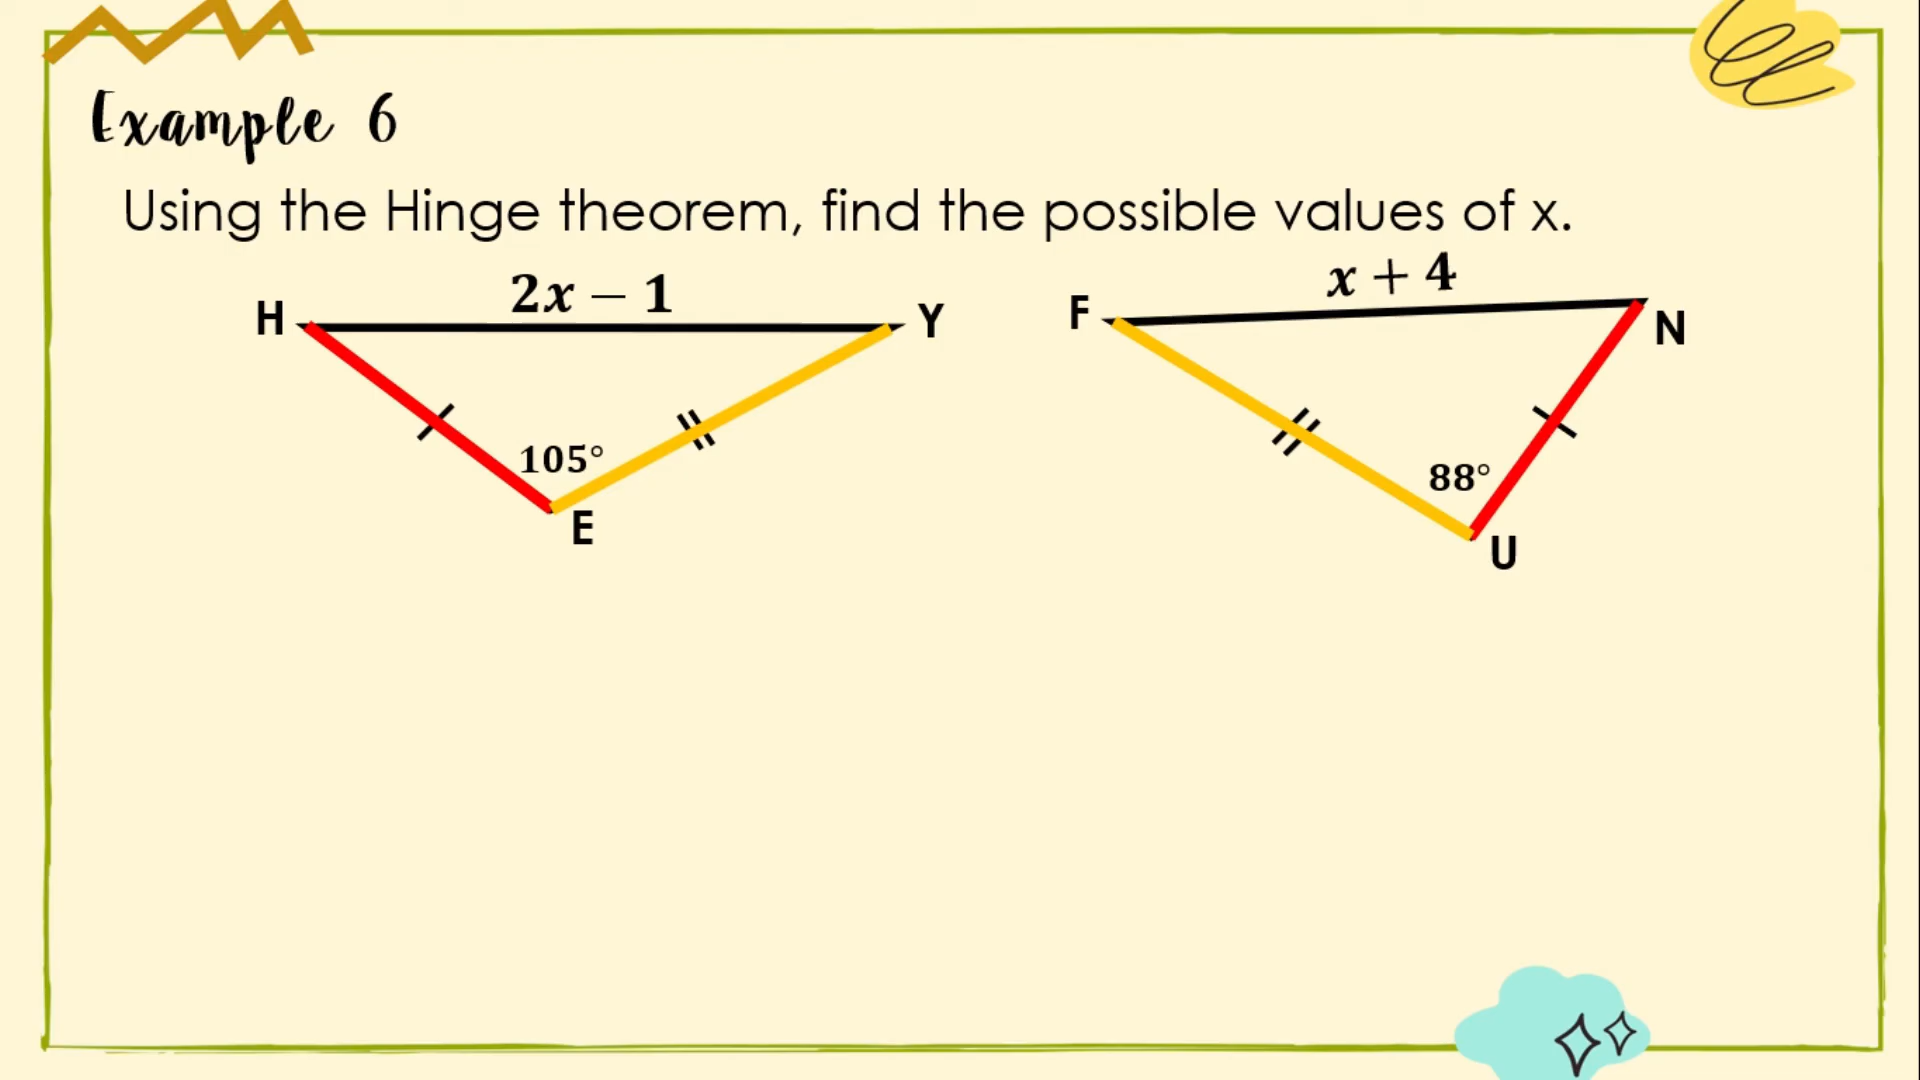 Example 6
Using the Hinge theorem, find the possible values of x.
2x − 1
H
Y
105°
E
x + 4
F
N
88°
U